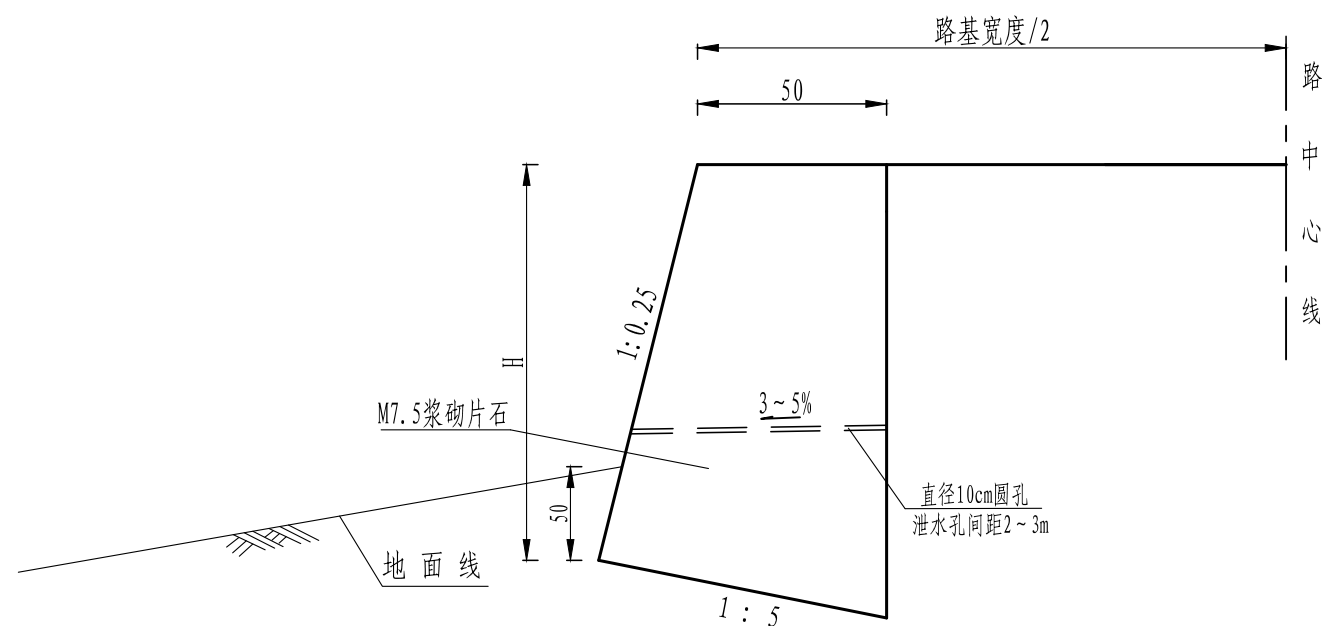 路基宽度/2
50
路中心线
H
1:0.25
M7.5浆砌片石
3~5%
50
直径10cm圆孔
泄水孔间距2~3m
地面线
1:5